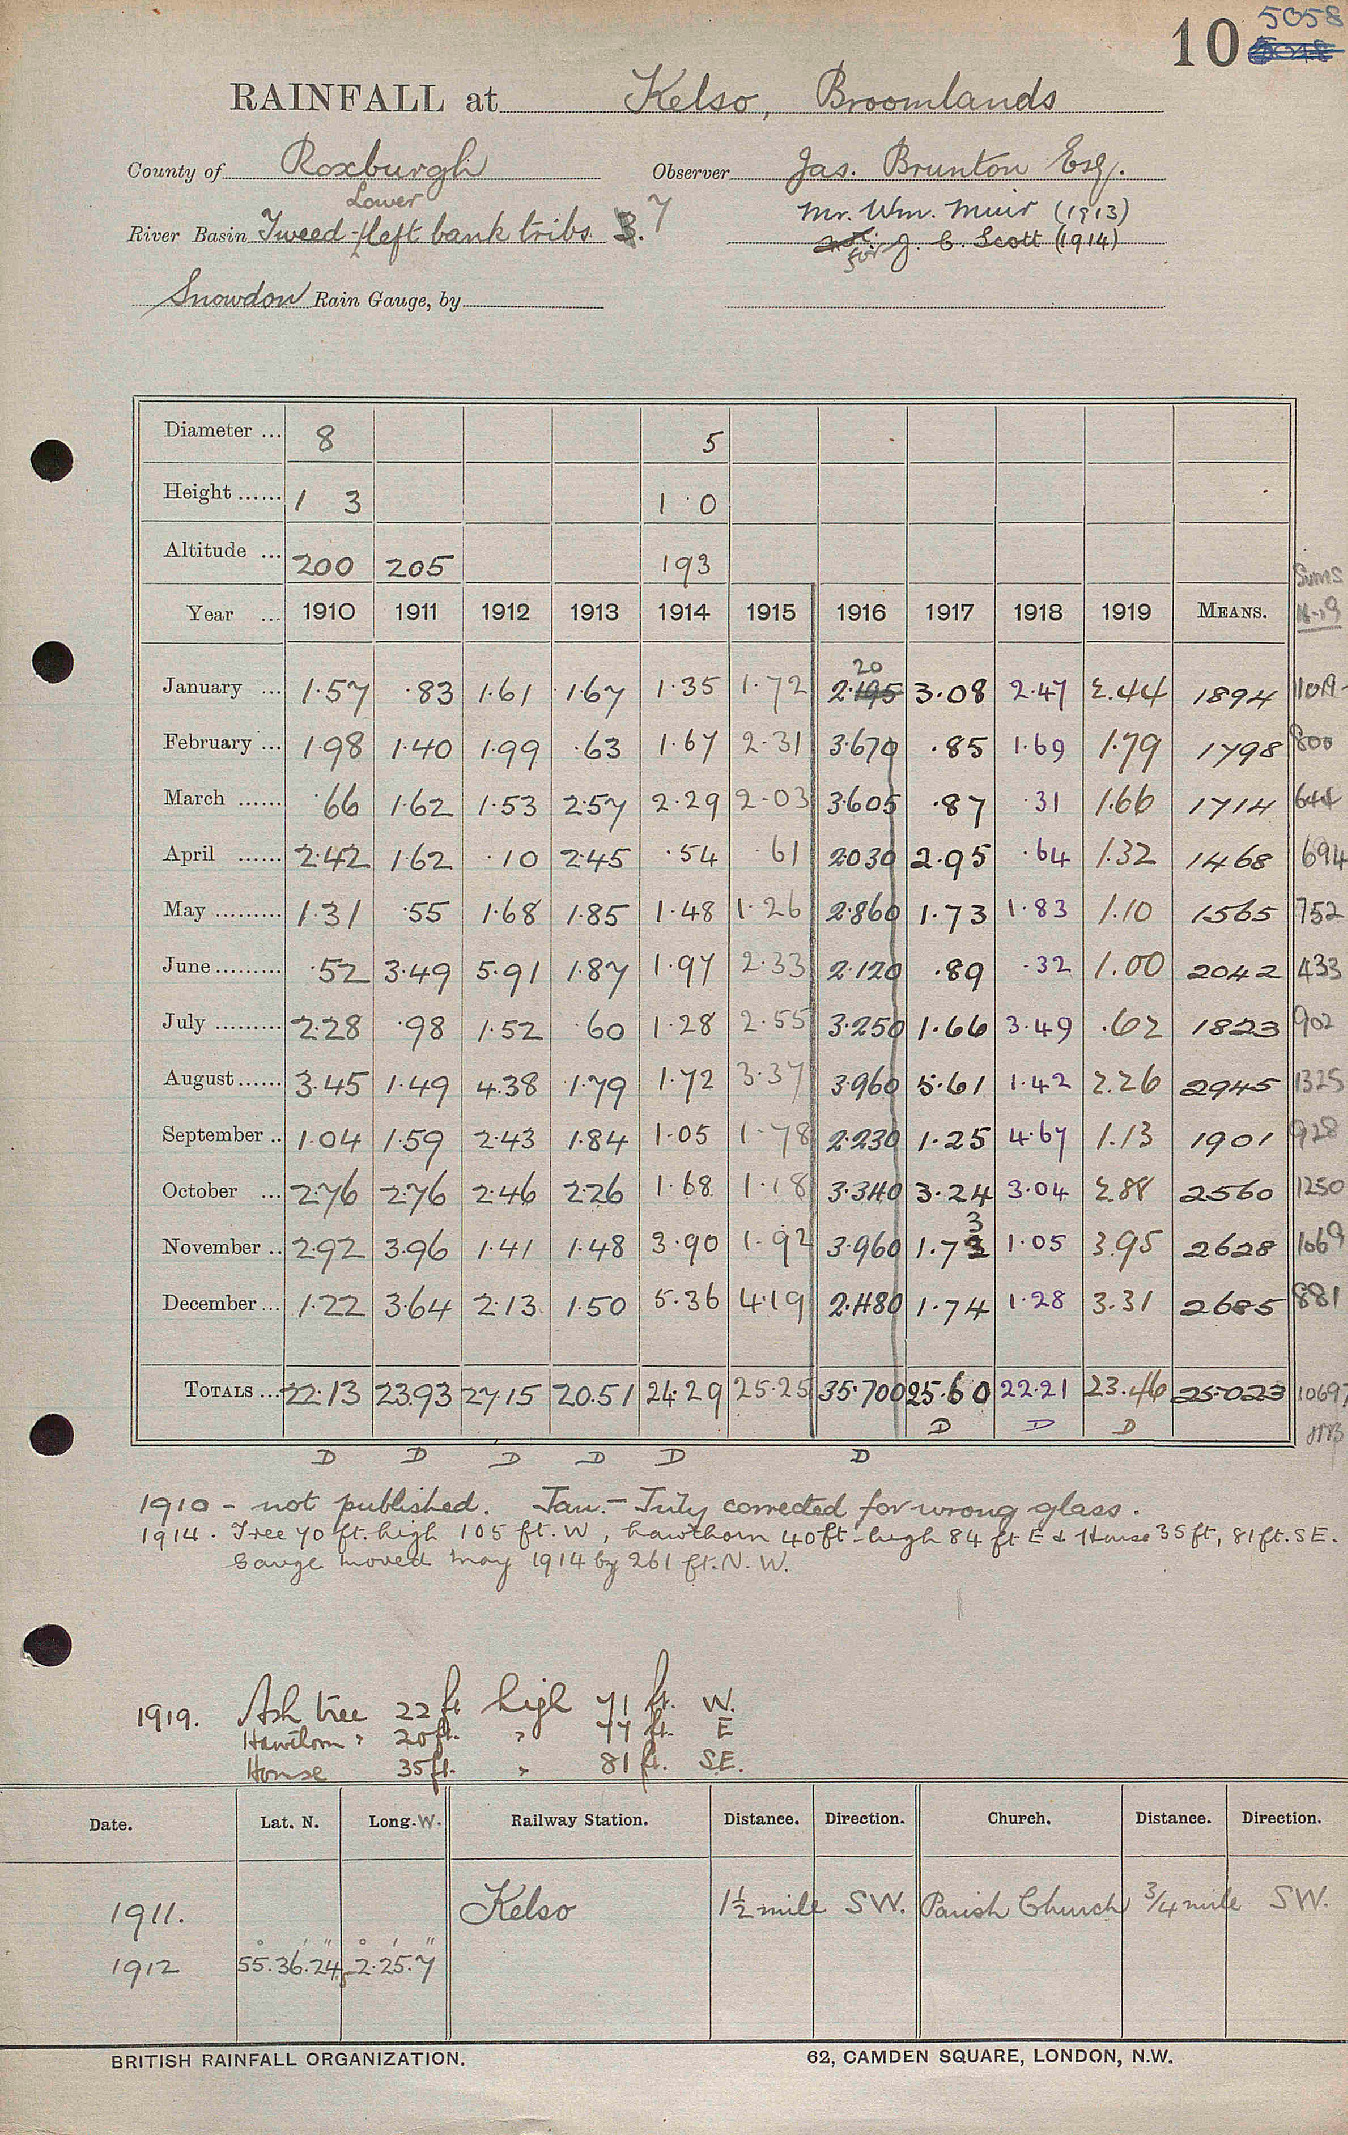 10 5058
RAINFALL at Kelso, Broomlands
County of Roxburgh Observer Jas. Brunton Esq.
Lower
River Basin Tweed - left bank tribs. 7 Mr. Wm. Muir (1913)
for J. C. Scott (1914)
Snowdon Rain Gauge, by
Diameter ... 8 5
Height ...... 1 3 1 0
Altitude ... 200 205 193
Sums
Year ... 1910 1911 1912 1913 1914 1915 1916 1917 1918 1919 MEANS. 16-19
20
January ... 1.57 .83 1.61 1.67 1.35 1.72 2.195 3.08 2.47 2.44 1894 1019
February ... 1.98 1.40 1.99 .63 1.67 2.31 3.670 .85 1.69 1.79 1798 800
March ...... .66 1.62 1.53 2.57 2.29 2.03 3.605 .87 .31 1.66 1714 644
April ...... 2.42 1.62 .10 2.45 .54 .61 2.030 2.95 .64 1.32 1468 694
May ......... 1.31 .55 1.68 1.85 1.48 1.26 2.860 1.73 1.83 1.10 1565 752
June ......... .52 3.49 5.91 1.87 1.97 2.33 2.120 .89 .32 1.00 2042 433
July ......... 2.28 .98 1.52 .60 1.28 2.55 3.250 1.66 3.49 .62 1823 902
August ...... 3.45 1.49 4.38 1.79 1.72 3.37 3.960 5.61 1.42 2.26 2945 1325
September .. 1.04 1.59 2.43 1.84 1.05 1.78 2.230 1.25 4.67 1.13 1901 928
October ... 2.76 2.76 2.46 2.26 1.68 1.18 3.340 3.24 3.04 2.88 2560 1250
3
November .. 2.92 3.96 1.41 1.48 3.90 1.92 3.960 1.73 1.05 3.95 2628 1069
December ... 1.22 3.64 2.13 1.50 5.36 4.19 2.480 1.74 1.28 3.31 2685 881
TOTALS ... 22.13 23.93 27.15 20.51 24.29 25.25 35.700 25.60 22.21 23.46 25.023 10697
D D D
D D D D D D
1910 - not published. Jan. - July corrected for wrong glass.
1914. Tree 70 ft. high 105 ft. W, hawthorn 40 ft. high 84 ft E & House 35 ft, 81 ft. S.E.
Gauge moved May 1914 by 261 ft. N.W.
1919. Ash tree 22 ft high 71 ft. W.
Hawthorn " 20 ft. " 77 ft. E
House 35 ft. " 81 ft. S.E.
Date. Lat. N. Long. W. Railway Station. Distance. Direction. Church. Distance. Direction.
1911. Kelso 1½ mile SW. Parish Church ¾ mile SW.
1912 55°.36'.24" 2°.25'.7"
BRITISH RAINFALL ORGANIZATION. 62, CAMDEN SQUARE, LONDON, N.W.